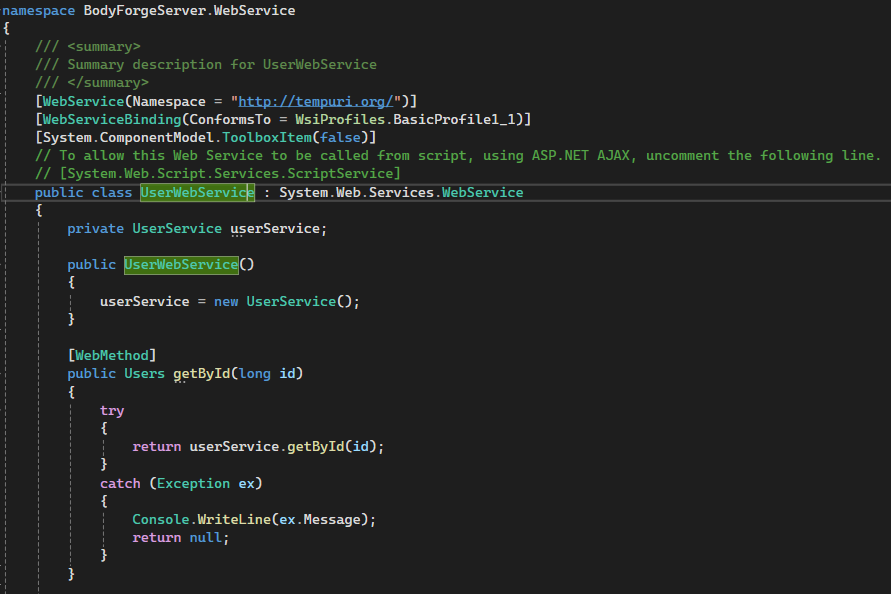 namespace BodyForgeServer.WebService
{
/// <summary>
/// Summary description for UserWebService
/// </summary>
[WebService(Namespace = "http://tempuri.org/")]
[WebServiceBinding(ConformsTo = WsiProfiles.BasicProfile1_1)]
[System.ComponentModel.ToolboxItem(false)]
// To allow this Web Service to be called from script, using ASP.NET AJAX, uncomment the following line.
// [System.Web.Script.Services.ScriptService]
public class UserWebService : System.Web.Services.WebService
{
private UserService userService;
public UserWebService()
{
userService = new UserService();
}
[WebMethod]
public Users getById(long id)
{
try
{
return userService.getById(id);
}
catch (Exception ex)
{
Console.WriteLine(ex.Message);
return null;
}
}